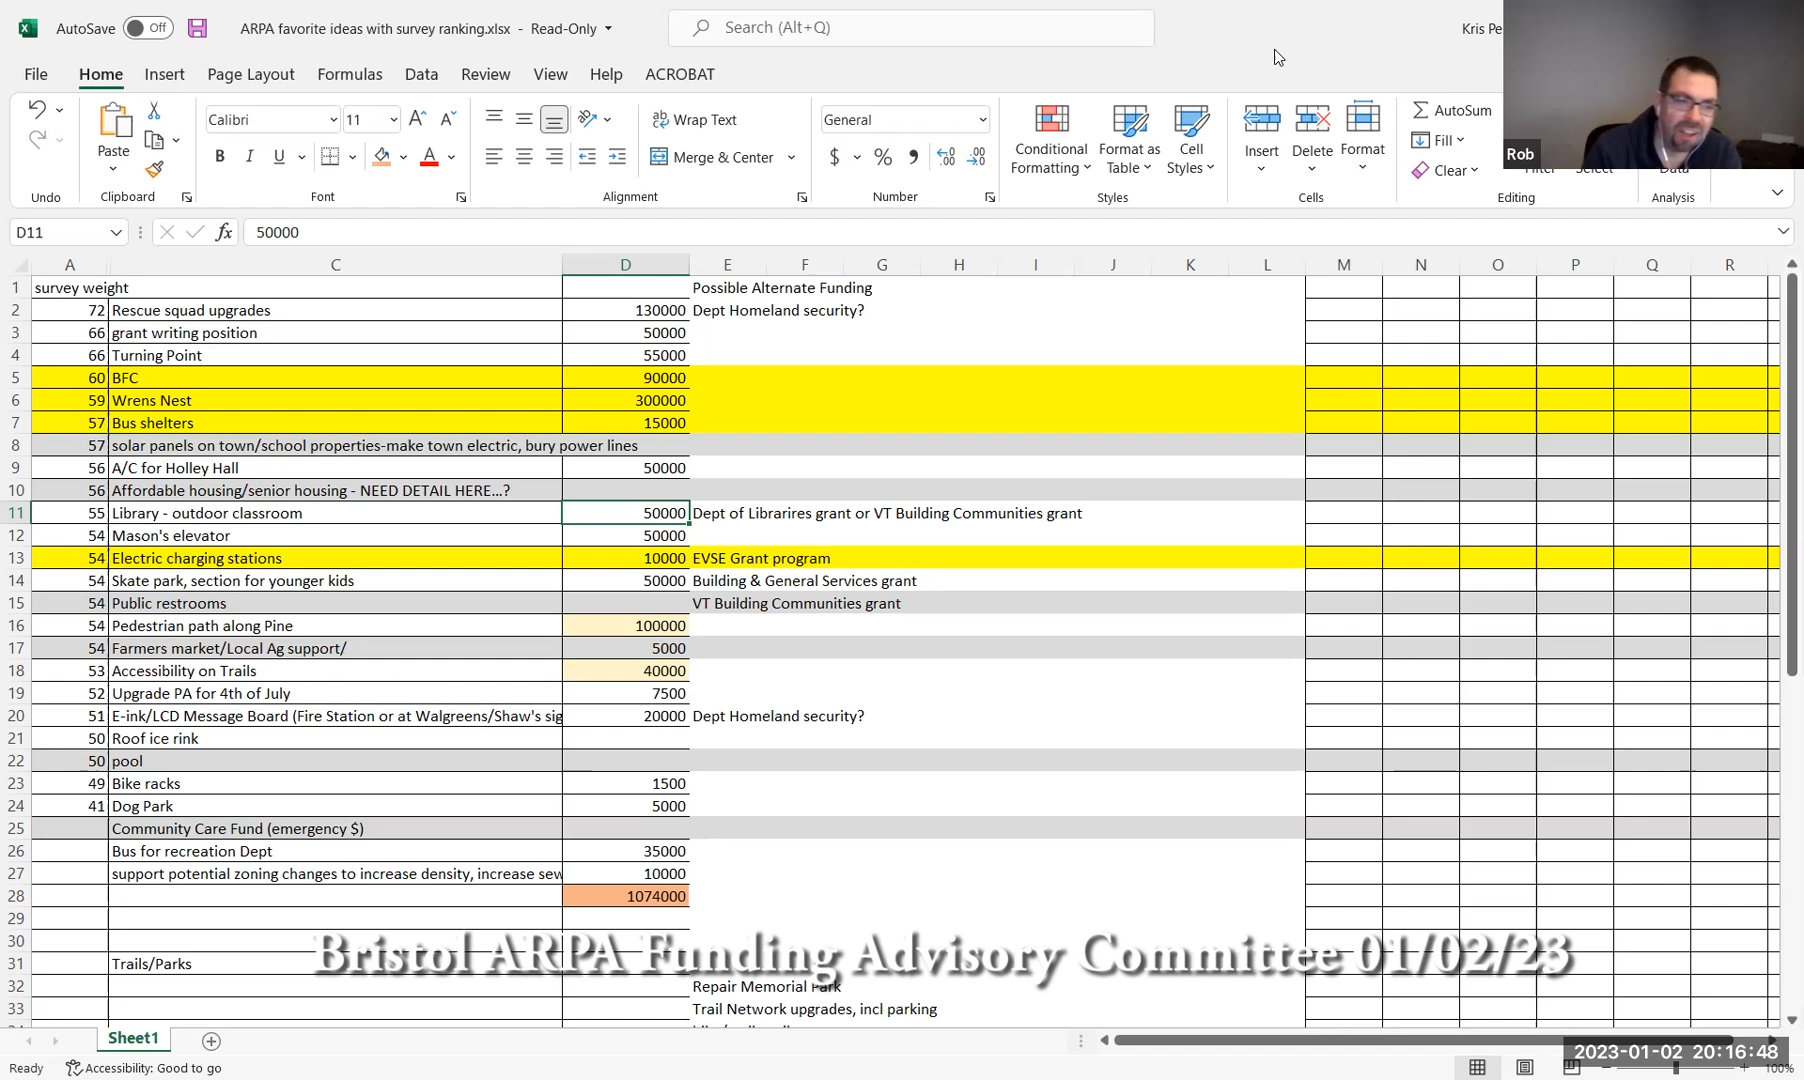 AutoSave Off ARPA favorite ideas with survey ranking.xlsx - Read-Only Search (Alt+Q) Kris Pe
File Home Insert Page Layout Formulas Data Review View Help ACROBAT
Paste Calibri 11 Wrap Text General Conditional Formatting Format as Table Cell Styles Insert Delete Format AutoSum
B I U Merge & Center $ % Fill
Clear
Rob
Undo Clipboard Font Alignment Number Styles Cells Editing Analysis
D11 fx 50000
A C D E F G H I J K L M N O P Q R
1 survey weight Possible Alternate Funding
2 72 Rescue squad upgrades 130000 Dept Homeland security?
3 66 grant writing position 50000
4 66 Turning Point 55000
5 60 BFC 90000
6 59 Wrens Nest 300000
7 57 Bus shelters 15000
8 57 solar panels on town/school properties-make town electric, bury power lines
9 56 A/C for Holley Hall 50000
10 56 Affordable housing/senior housing - NEED DETAIL HERE...?
11 55 Library - outdoor classroom 50000 Dept of Librarires grant or VT Building Communities grant
12 54 Mason's elevator 50000
13 54 Electric charging stations 10000 EVSE Grant program
14 54 Skate park, section for younger kids 50000 Building & General Services grant
15 54 Public restrooms VT Building Communities grant
16 54 Pedestrian path along Pine 100000
17 54 Farmers market/Local Ag support/ 5000
18 53 Accessibility on Trails 40000
19 52 Upgrade PA for 4th of July 7500
20 51 E-ink/LCD Message Board (Fire Station or at Walgreens/Shaw's sig 20000 Dept Homeland security?
21 50 Roof ice rink
22 50 pool
23 49 Bike racks 1500
24 41 Dog Park 5000
25 Community Care Fund (emergency $)
26 Bus for recreation Dept 35000
27 support potential zoning changes to increase density, increase sew 10000
28 1074000
29
30
31 Trails/Parks
Bristol ARPA Funding Advisory Committee 01/02/23
32 Repair Memorial Park
33 Trail Network upgrades, incl parking
Sheet1
2023-01-02 20:16:48
Ready Accessibility: Good to go 100%